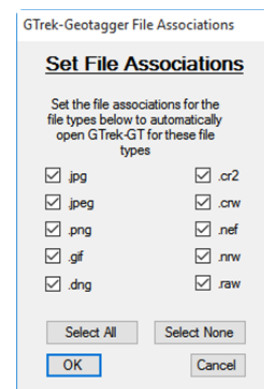 GTrek-Geotagger File Associations
Set File Associations
Set the file associations for the
file types below to automatically
open GTrek-GT for these file
types
.jpg .cr2
.jpeg .crw
.png .nef
.gif .nrw
.dng .raw
Select All Select None
OK Cancel